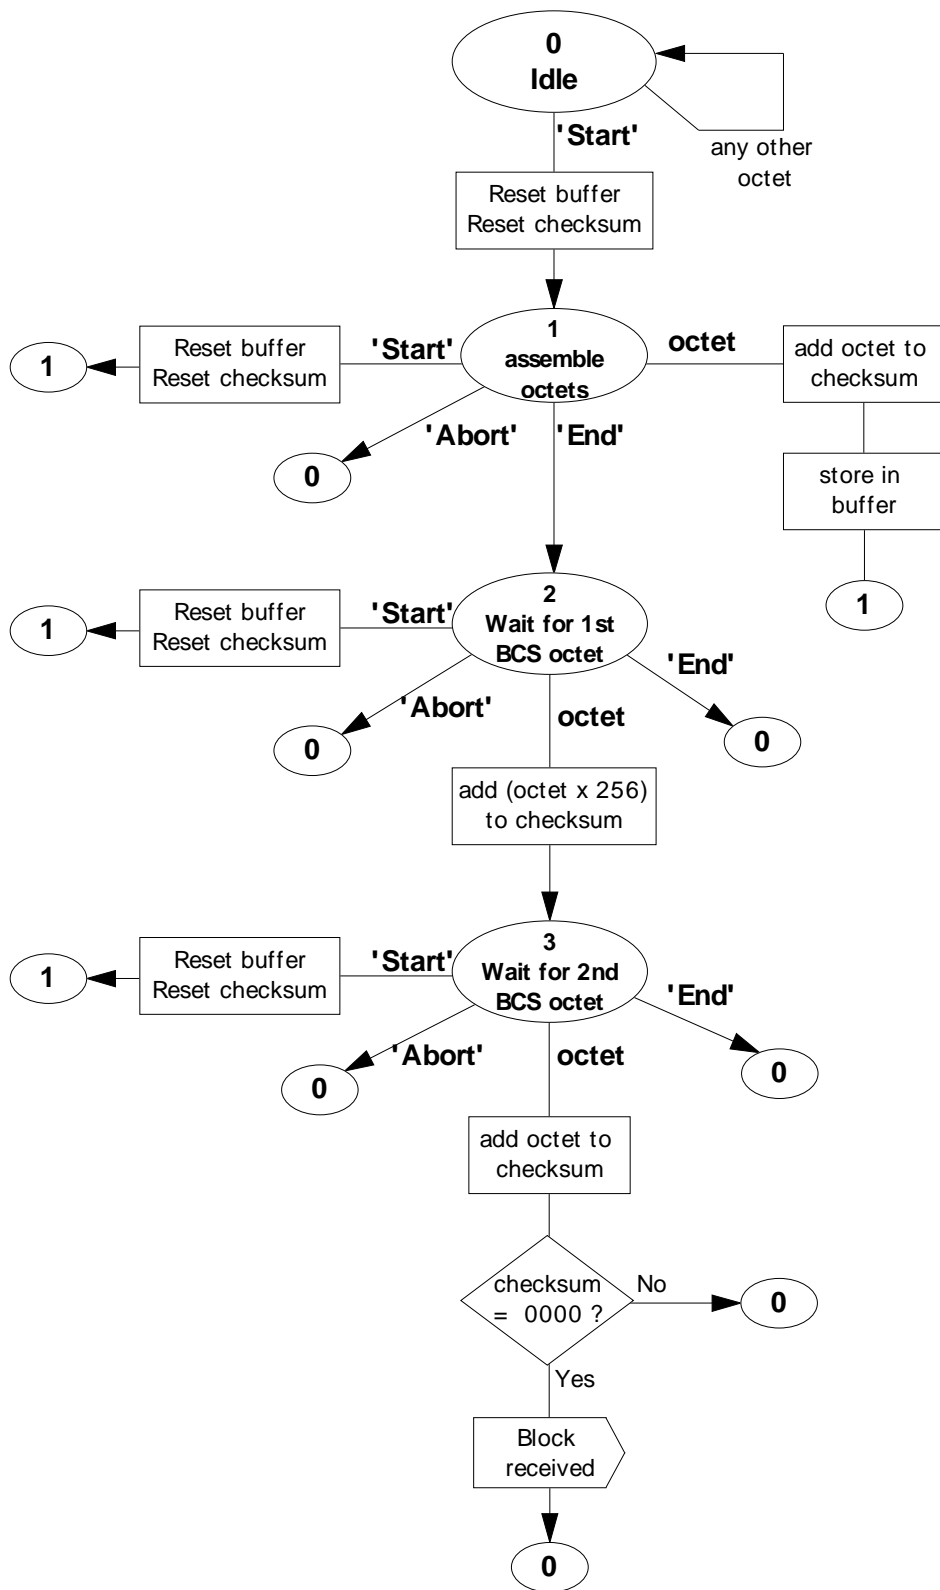 0
Idle
'Start'
any other
octet
Reset buffer
Reset checksum
1
Reset buffer
Reset checksum
'Start'
1
assemble
octets
octet
add octet to
checksum
'Abort'
'End'
0
store in
buffer
1
1
Reset buffer
Reset checksum
'Start'
2
Wait for 1st
BCS octet
'End'
'Abort'
octet
0
0
add (octet x 256)
to checksum
1
Reset buffer
Reset checksum
'Start'
3
Wait for 2nd
BCS octet
'End'
'Abort'
octet
0
0
add octet to
checksum
checksum
= 0000 ?
No
0
Yes
Block
received
0